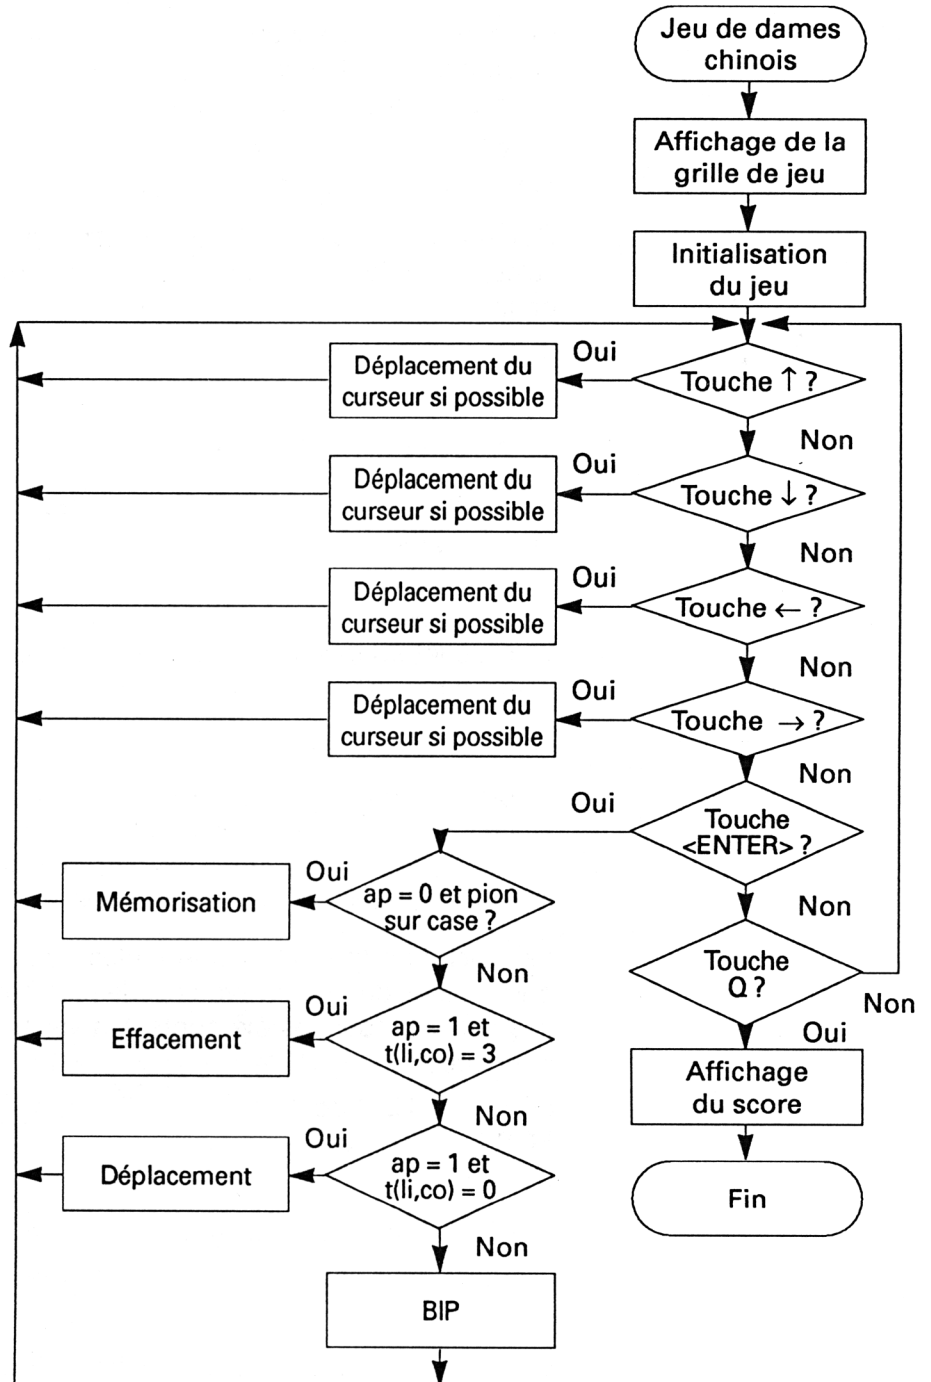 Jeu de dames
chinois
Affichage de la
grille de jeu
Initialisation
du jeu
Touche ↑ ?
Oui
Déplacement du
curseur si possible
Non
Touche ↓ ?
Oui
Déplacement du
curseur si possible
Non
Touche ← ?
Oui
Déplacement du
curseur si possible
Non
Touche → ?
Oui
Déplacement du
curseur si possible
Non
Touche
<ENTER> ?
Oui
ap = 0 et pion
sur case ?
Oui
Mémorisation
Non
ap = 1 et
t(li,co) = 3
Oui
Effacement
Non
ap = 1 et
t(li,co) = 0
Oui
Déplacement
Non
BIP
Non
Touche
Q ?
Non
Oui
Affichage
du score
Fin